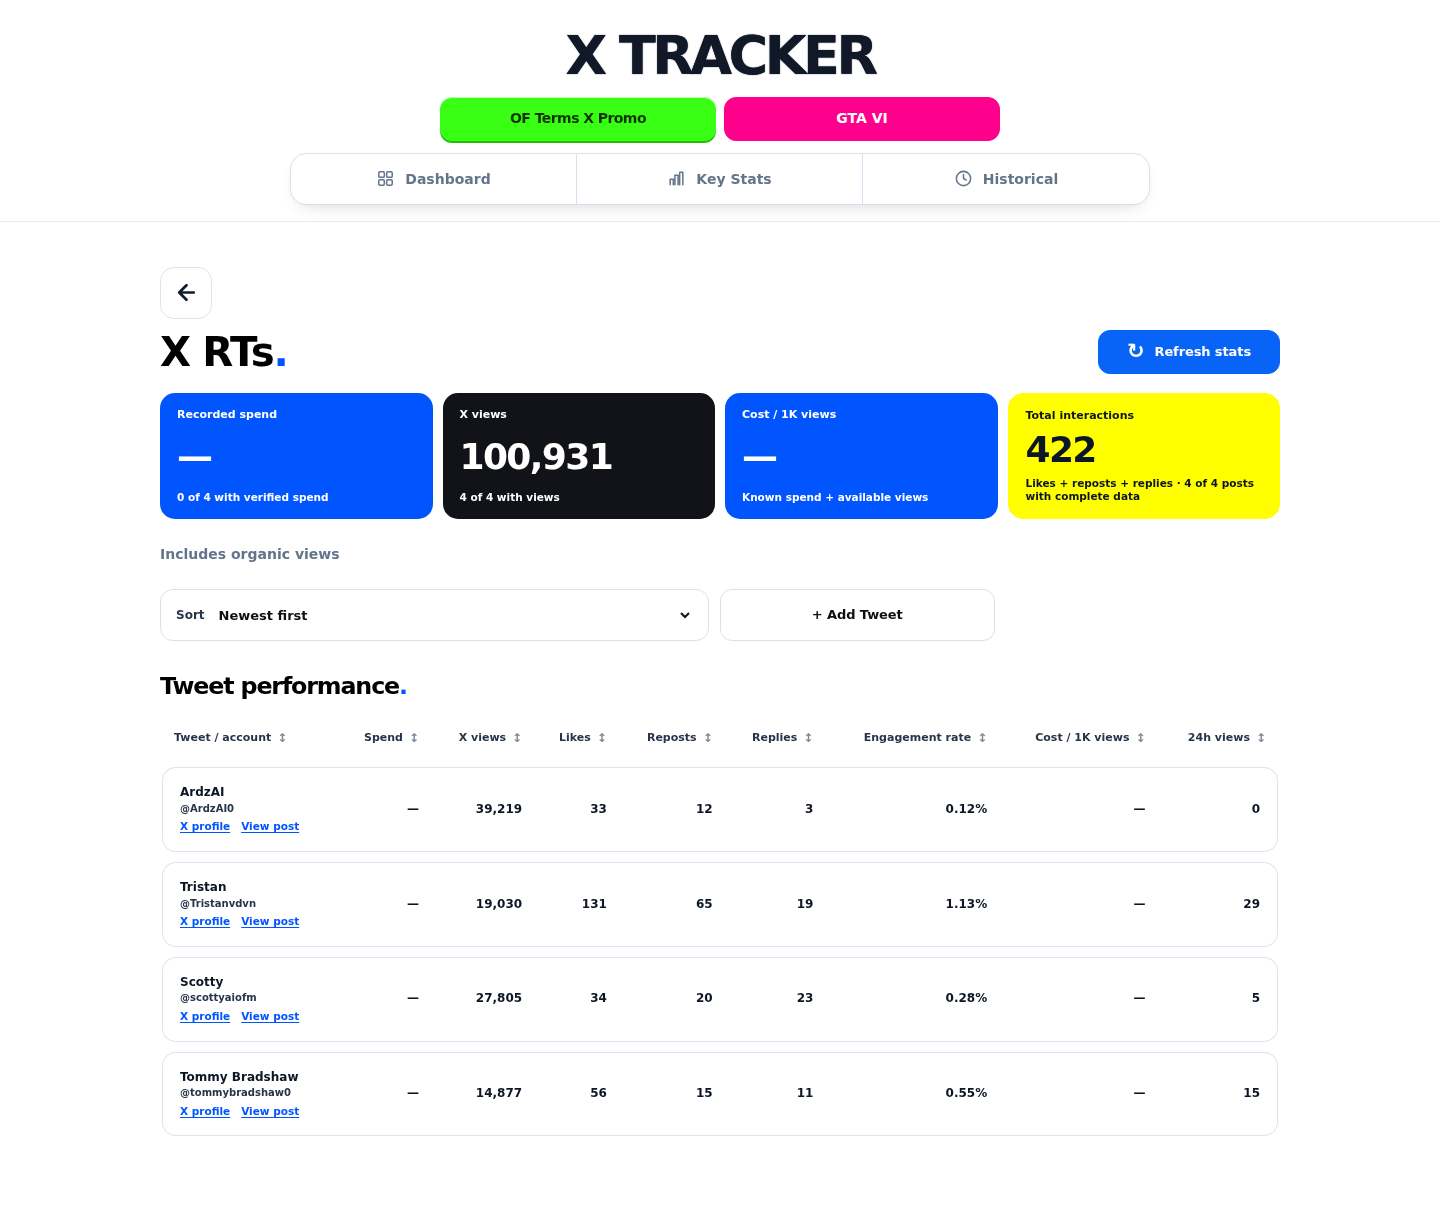 X TRACKER
OF Terms X Promo
GTA VI
Dashboard
Key Stats
Historical
X RTs.
↻ Refresh stats
Recorded spend
—
0 of 4 with verified spend
X views
100,931
4 of 4 with views
Cost / 1K views
—
Known spend + available views
Total interactions
422
Likes + reposts + replies · 4 of 4 posts
with complete data
Includes organic views
Sort Newest first
+ Add Tweet
Tweet performance.
Tweet / account ↕ Spend ↕ X views ↕ Likes ↕ Reposts ↕ Replies ↕ Engagement rate ↕ Cost / 1K views ↕ 24h views ↕
ArdzAI
@ArdzAI0
X profile View post
— 39,219 33 12 3 0.12% — 0
Tristan
@Tristanvdvn
X profile View post
— 19,030 131 65 19 1.13% — 29
Scotty
@scottyaiofm
X profile View post
— 27,805 34 20 23 0.28% — 5
Tommy Bradshaw
@tommybradshaw0
X profile View post
— 14,877 56 15 11 0.55% — 15